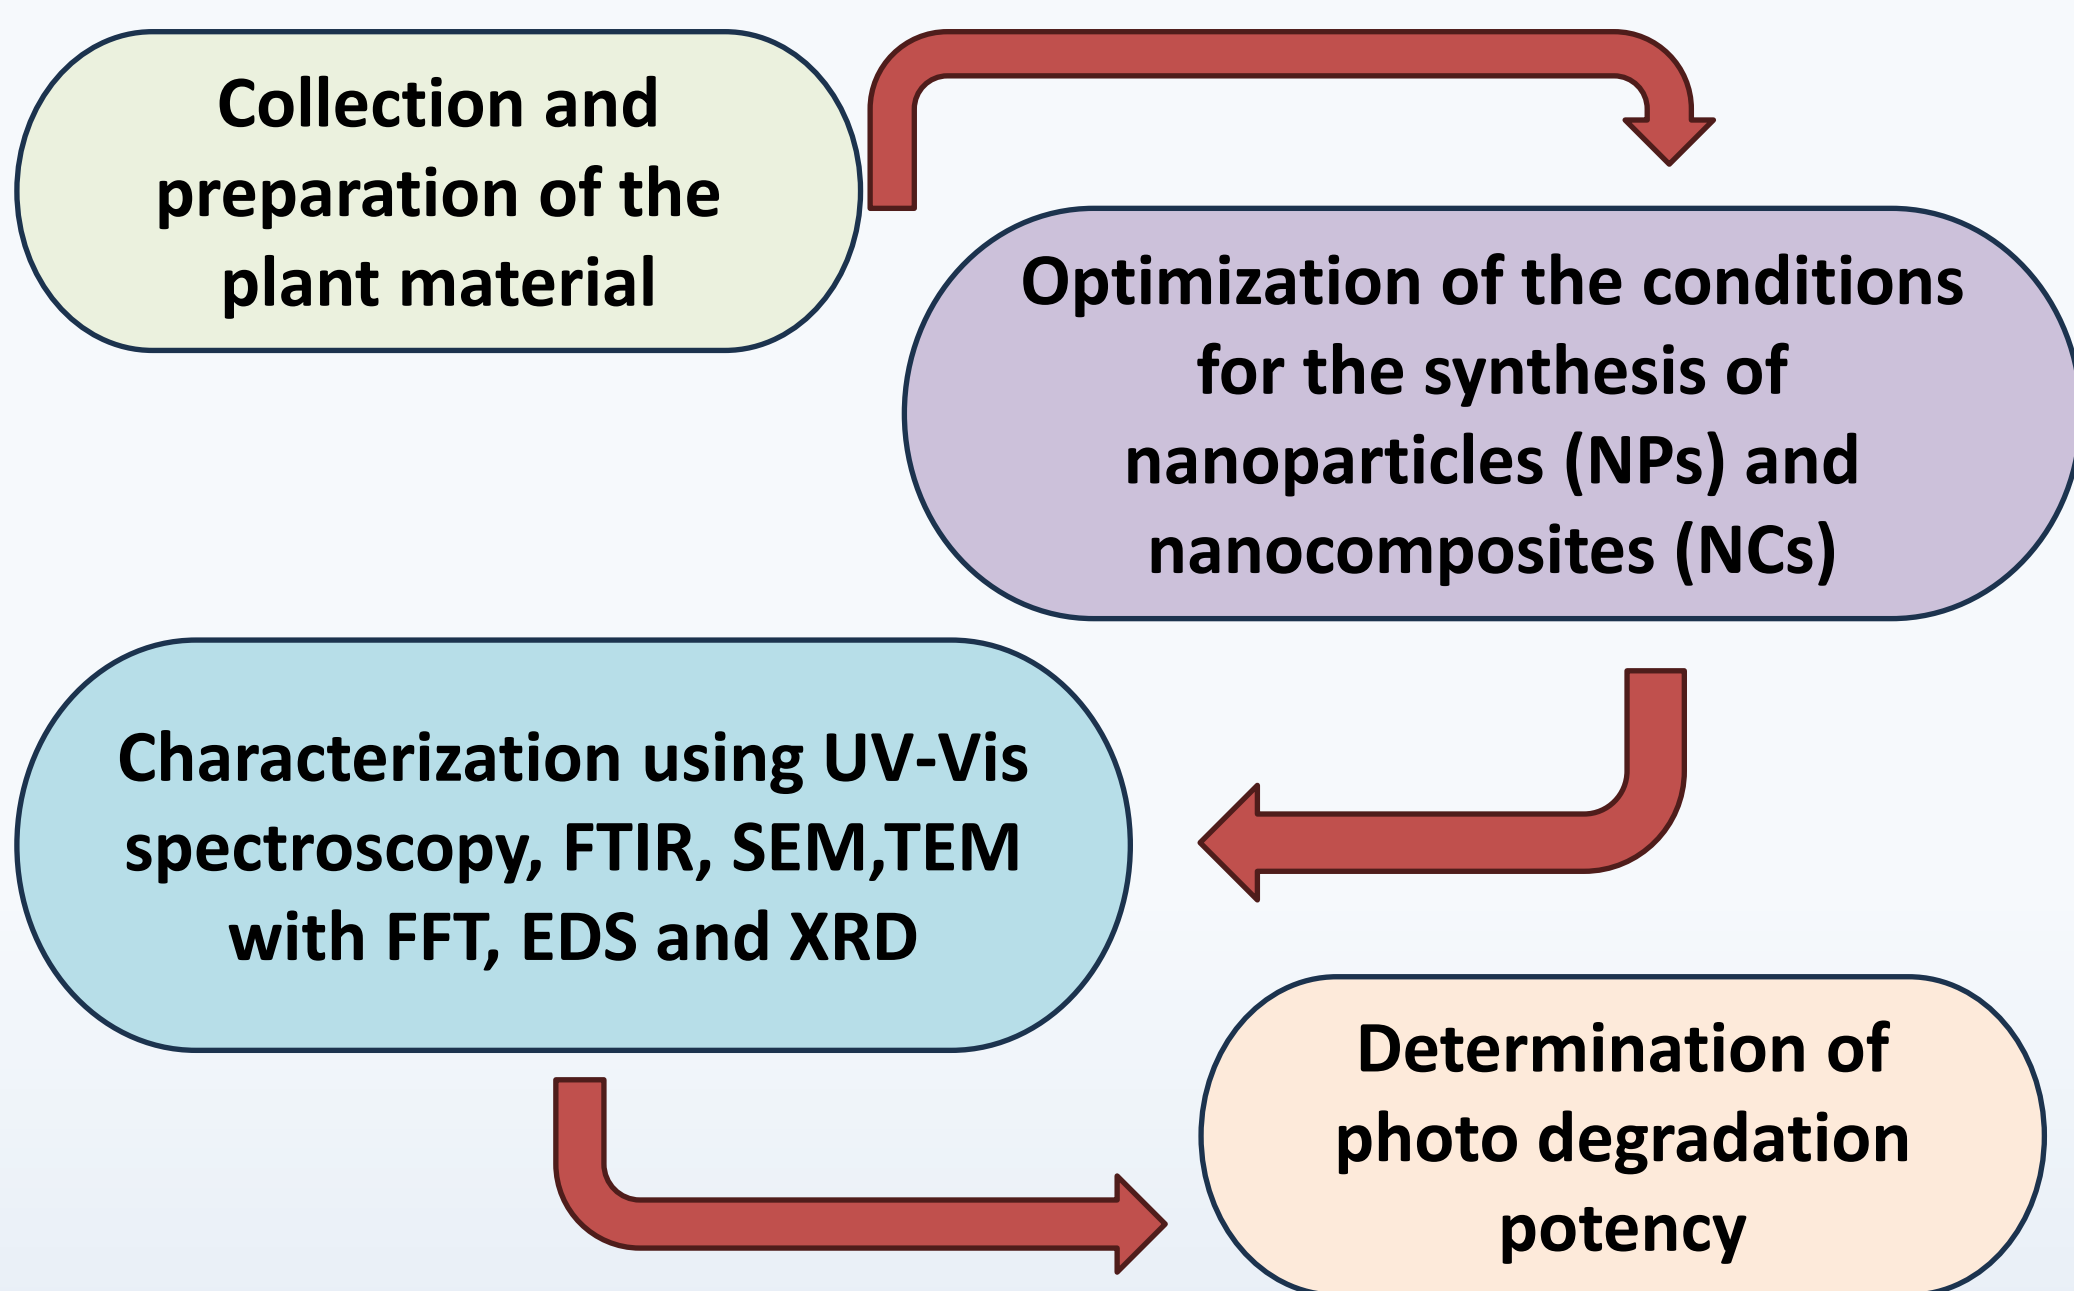 Collection and
preparation of the
plant material
Optimization of the conditions
for the synthesis of
nanoparticles (NPs) and
nanocomposites (NCs)
Characterization using UV-Vis
spectroscopy, FTIR, SEM,TEM
with FFT, EDS and XRD
Determination of
photo degradation
potency